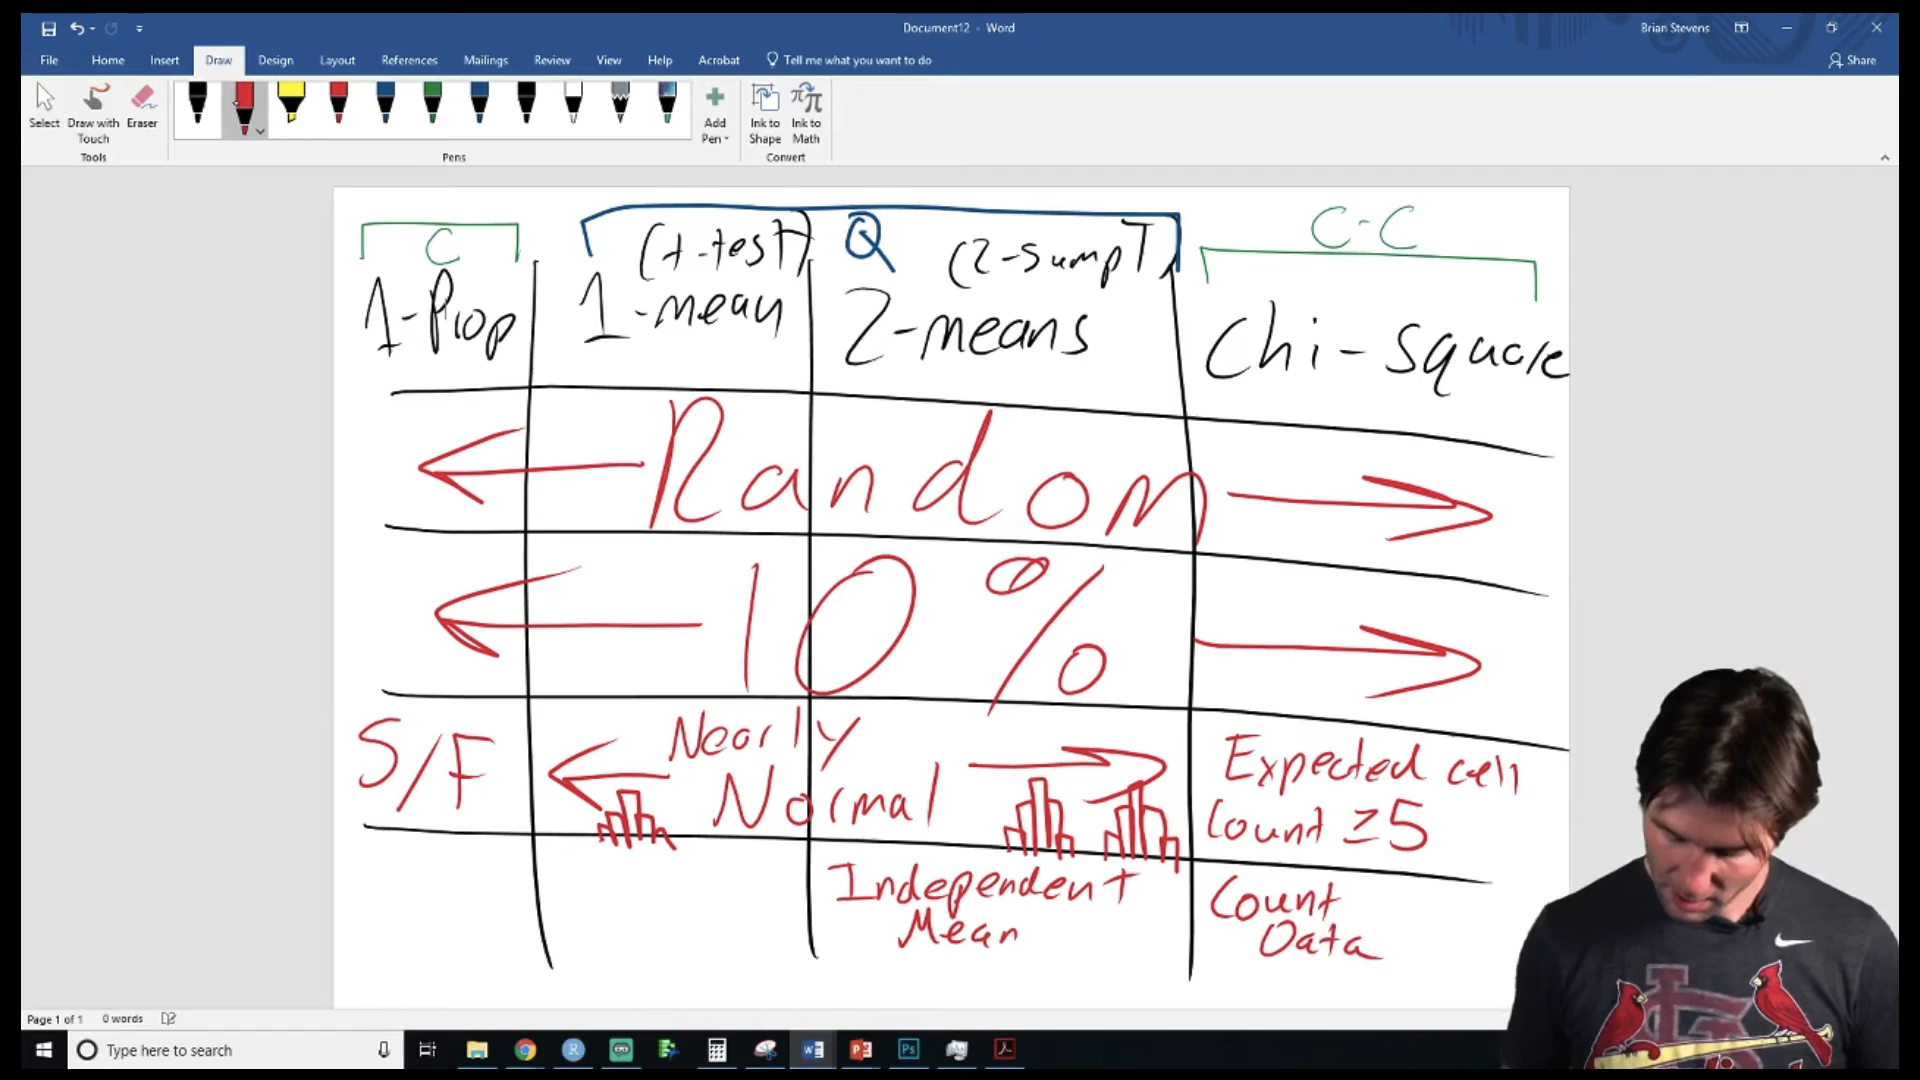 Document12 - Word
Brian Stevens
File Home Insert Draw Design Layout References Mailings Review View Help Acrobat Tell me what you want to do
Share
Select Draw with Touch Eraser
Add Pen
Ink to Shape Ink to Math
Tools
Pens
Convert
C
(t-test)
Q
(2-SampT)
C-C
1-Prop
1-mean
2-means
Chi-square
Random
10%
S/F
Nearly
Normal
Expected cell
Count ≥5
Independent
Mean
Count
Data
Page 1 of 1 0 words
Type here to search